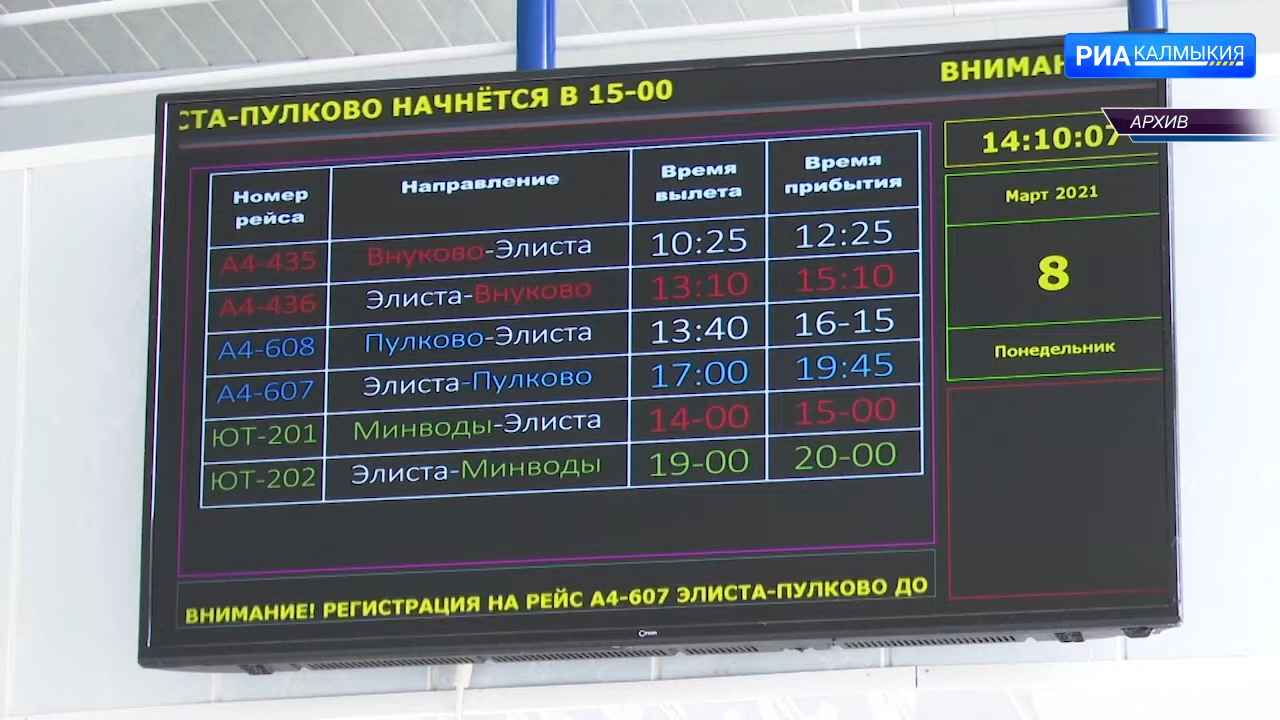 РИА КАЛМЫКИЯ
АРХИВ
СТА-ПУЛКОВО НАЧНЁТСЯ В 15-00
ВНИМАН
14:10:07
Март 2021
8
Понедельник
Номер рейса Направление Время вылета Время прибытия
А4-435 Внуково-Элиста 10:25 12:25
А4-436 Элиста-Внуково 13:10 15:10
А4-608 Пулково-Элиста 13:40 16-15
А4-607 Элиста-Пулково 17:00 19:45
ЮТ-201 Минводы-Элиста 14-00 15-00
ЮТ-202 Элиста-Минводы 19-00 20-00
ВНИМАНИЕ! РЕГИСТРАЦИЯ НА РЕЙС А4-607 ЭЛИСТА-ПУЛКОВО ДО